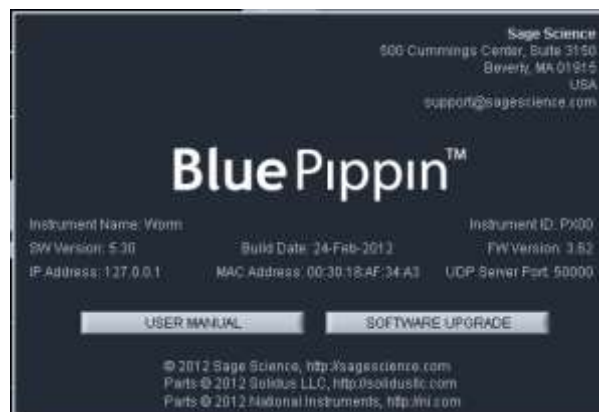 Sage Science
500 Cummings Center, Suite 3150
Beverly, MA 01915
USA
support@sagescience.com
BluePippin™
Instrument Name: Worm
Instrument ID: PX00
SW Version: 5.30
Build Date: 24-Feb-2012
FW Version: 3.62
IP Address: 127.0.0.1
MAC Address: 00:30:18:AF:34:A3
UDP Server Port: 50000
USER MANUAL
SOFTWARE UPGRADE
© 2012 Sage Science, http://sagescience.com
Parts © 2012 Solidus LLC, http://solidusllc.com
Parts © 2012 National Instruments, http://ni.com